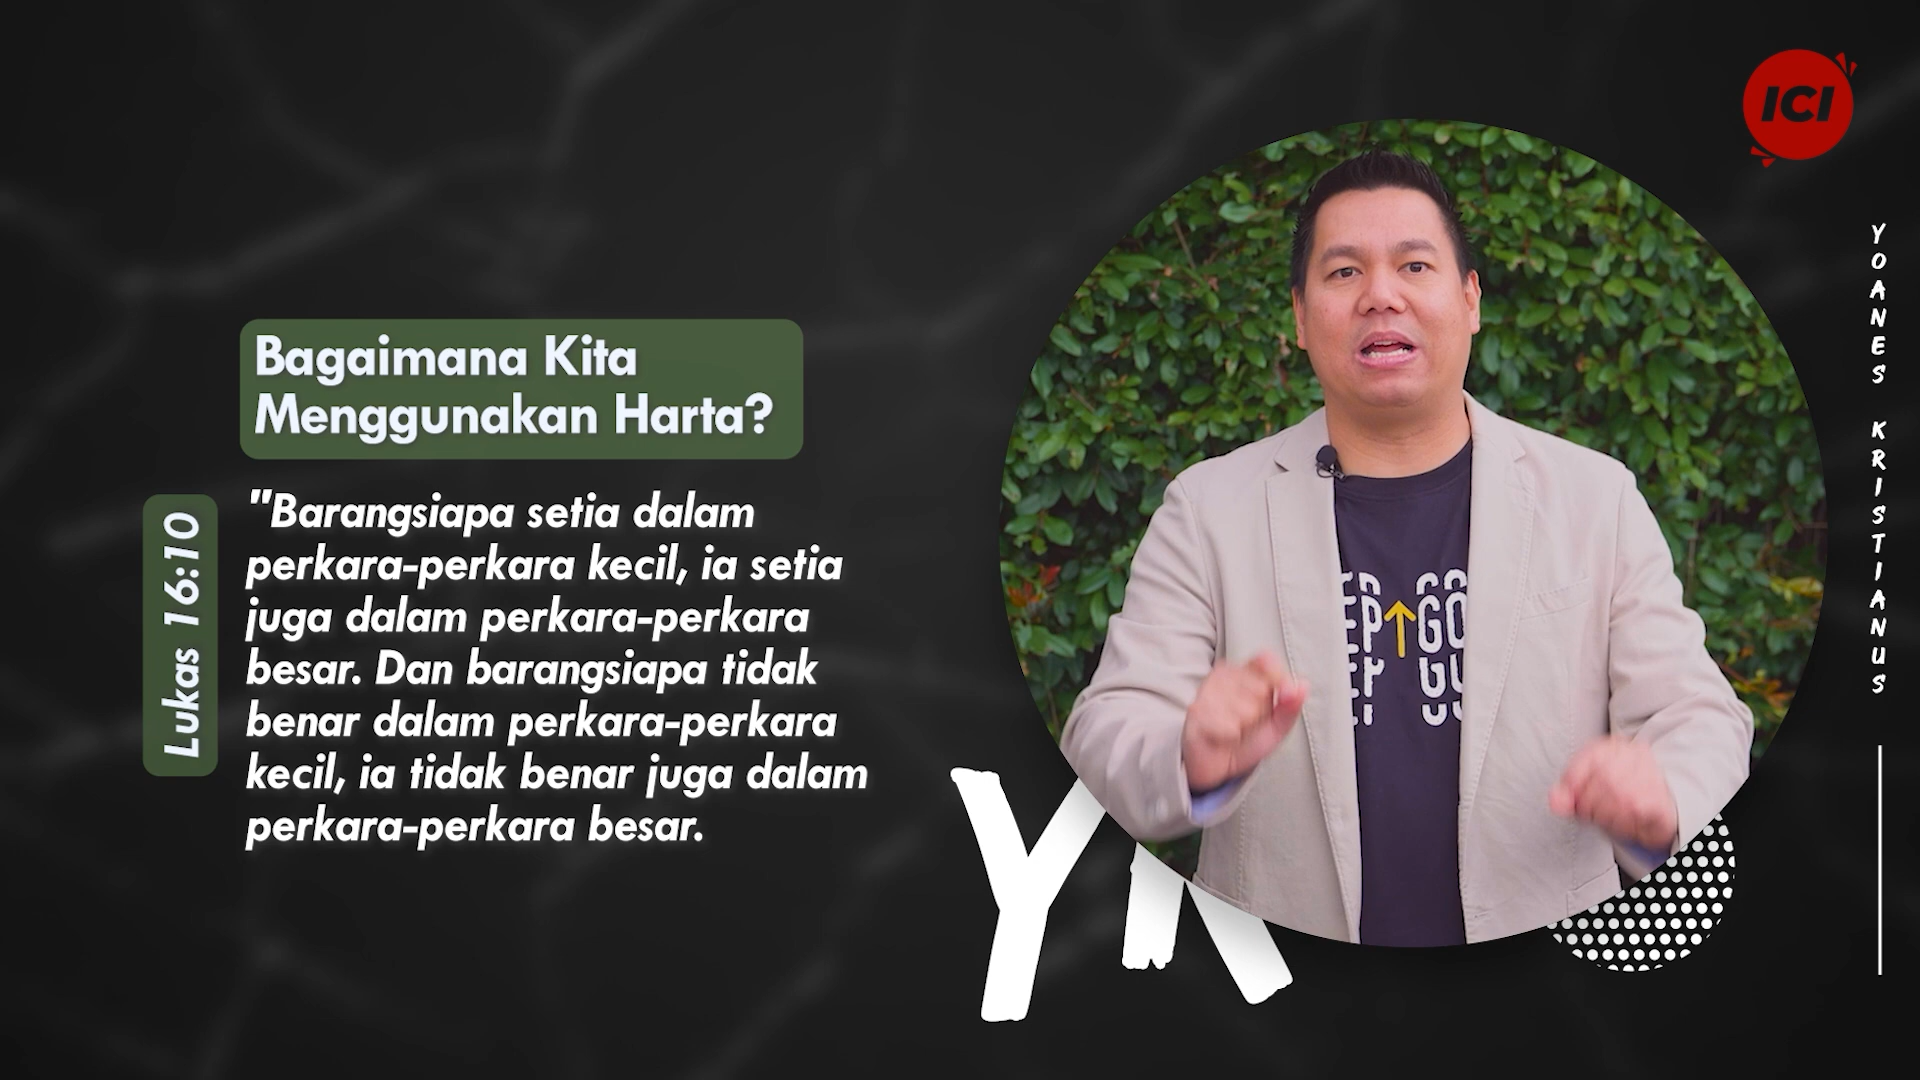 ICI
Bagaimana Kita
Menggunakan Harta?
Lukas 16:10
"Barangsiapa setia dalam
perkara-perkara kecil, ia setia
juga dalam perkara-perkara
besar. Dan barangsiapa tidak
benar dalam perkara-perkara
kecil, ia tidak benar juga dalam
perkara-perkara besar.
YOANES KRISTIANUS
YK